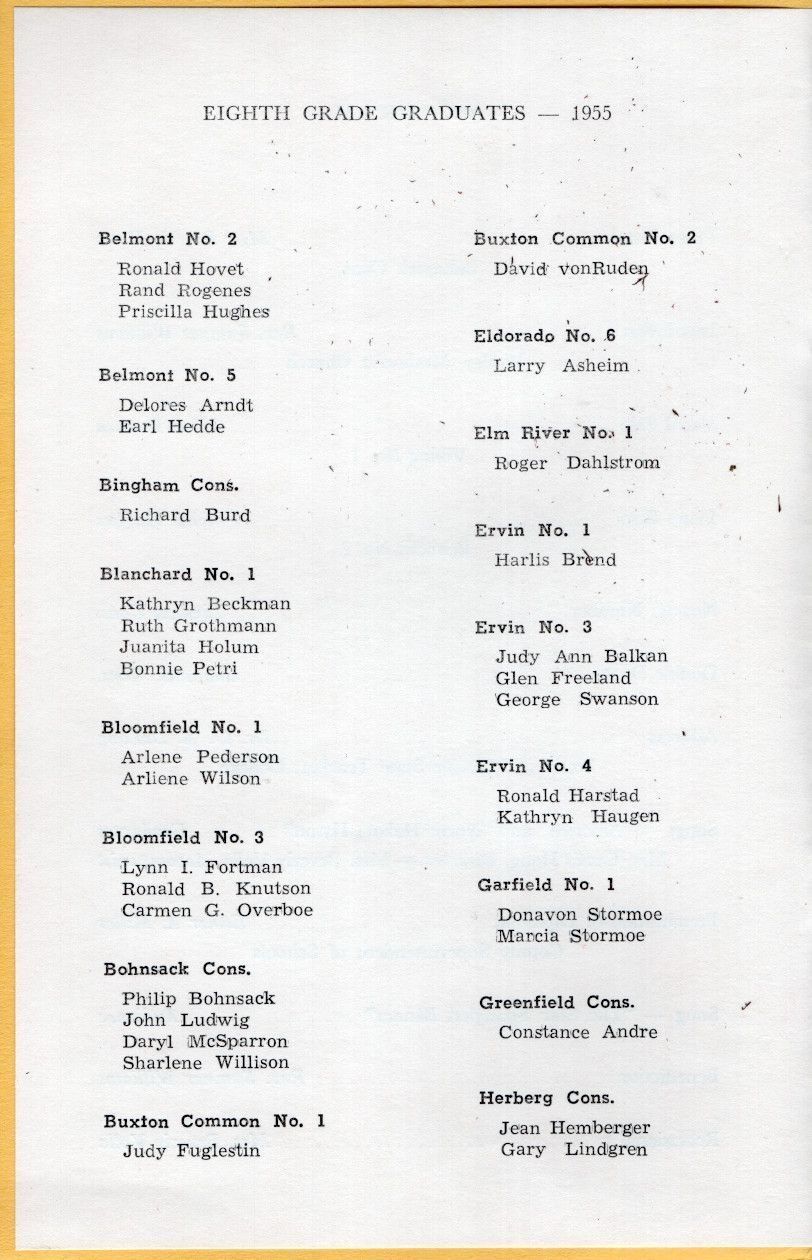 EIGHTH GRADE GRADUATES — 1955
Belmont No. 2
Ronald Hovet
Rand Rogenes
Priscilla Hughes
Belmont No. 5
Delores Arndt
Earl Hedde
Bingham Cons.
Richard Burd
Blanchard No. 1
Kathryn Beckman
Ruth Grothmann
Juanita Holum
Bonnie Petri
Bloomfield No. 1
Arlene Pederson
Arliene Wilson
Bloomfield No. 3
Lynn I. Fortman
Ronald B. Knutson
Carmen G. Overboe
Bohnsack Cons.
Philip Bohnsack
John Ludwig
Daryl McSparron
Sharlene Willison
Buxton Common No. 1
Judy Fuglestin
Buxton Common No. 2
David vonRuden
Eldorado No. 6
Larry Asheim
Elm River No. 1
Roger Dahlstrom
Ervin No. 1
Harlis Brend
Ervin No. 3
Judy Ann Balkan
Glen Freeland
George Swanson
Ervin No. 4
Ronald Harstad
Kathryn Haugen
Garfield No. 1
Donavon Stormoe
Marcia Stormoe
Greenfield Cons.
Constance Andre
Herberg Cons.
Jean Hemberger
Gary Lindgren